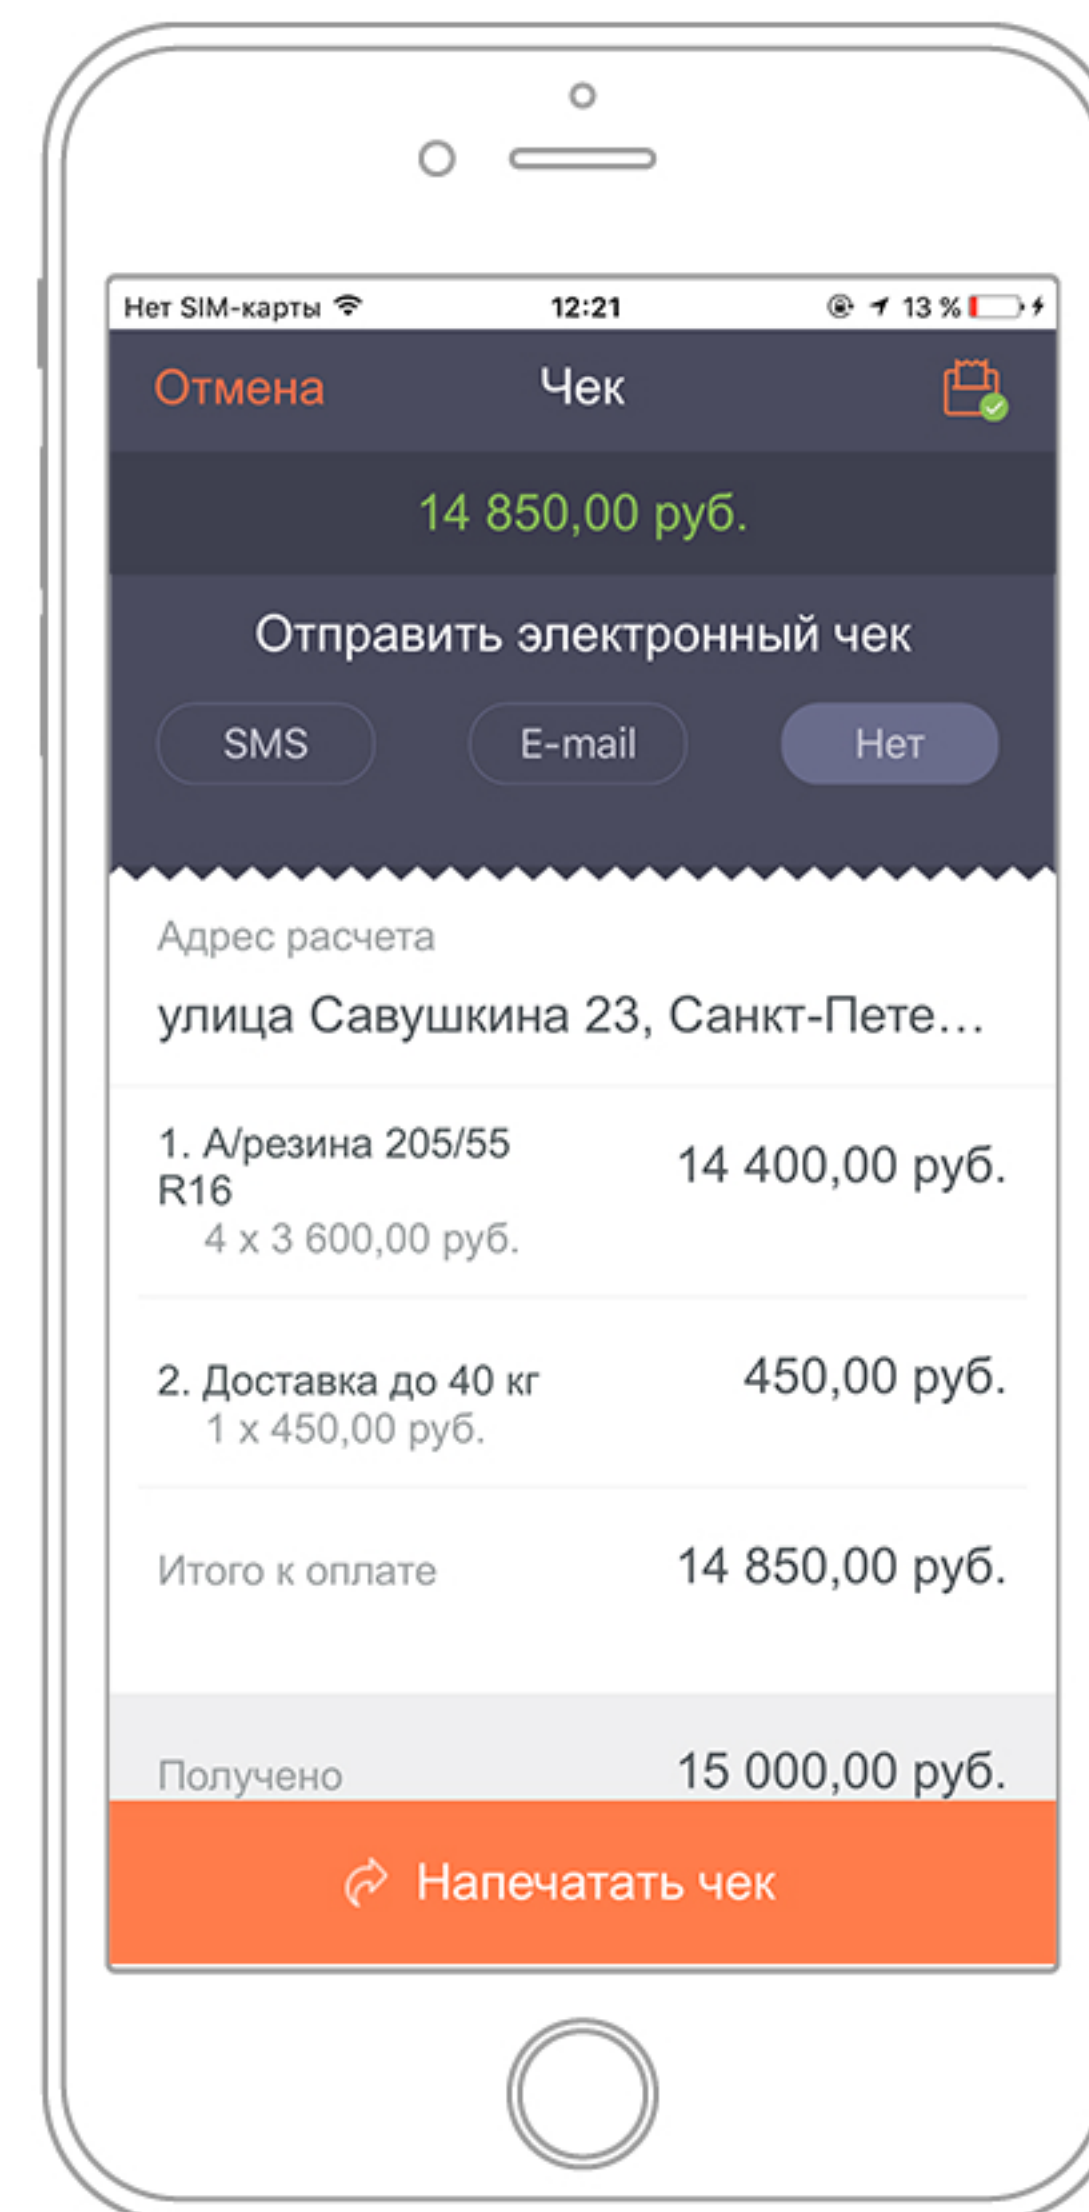 Нет SIM-карты 12:21 13 %
Отмена Чек
14 850,00 руб.
Отправить электронный чек
SMS E-mail Нет
Адрес расчета
улица Савушкина 23, Санкт-Пете...
1. А/резина 205/55 14 400,00 руб.
R16
4 x 3 600,00 руб.
2. Доставка до 40 кг 450,00 руб.
1 x 450,00 руб.
Итого к оплате 14 850,00 руб.
Получено 15 000,00 руб.
Напечатать чек